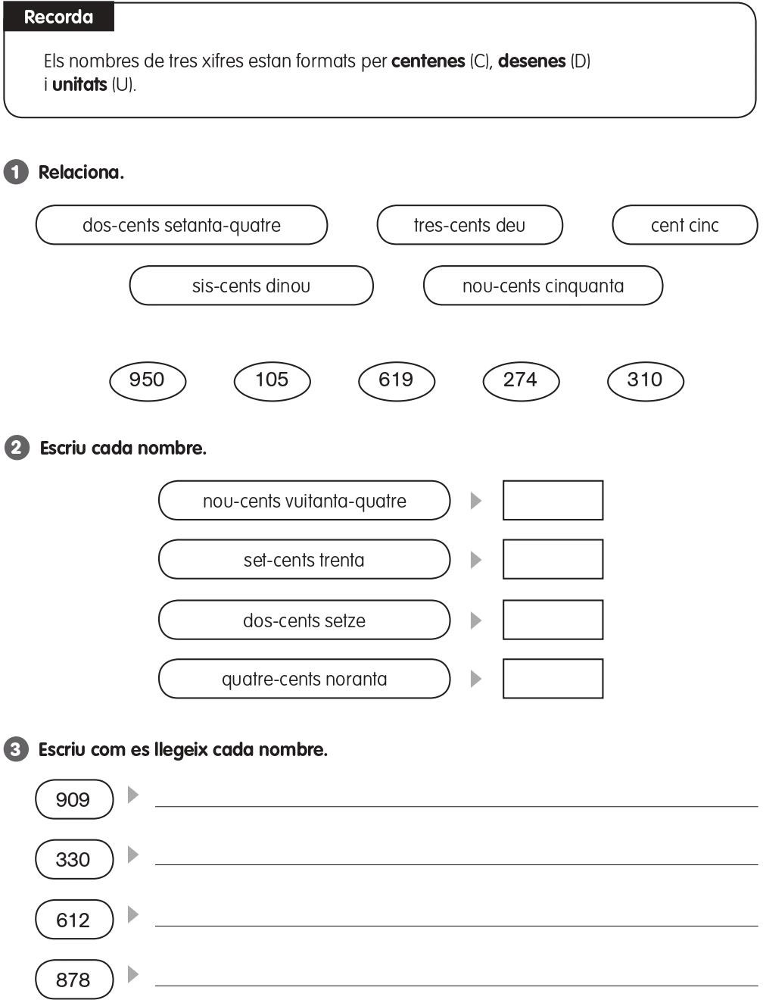 Recorda
Els nombres de tres xifres estan formats per centenes (C), desenes (D)
i unitats (U).
1 Relaciona.
dos-cents setanta-quatre tres-cents deu cent cinc
sis-cents dinou nou-cents cinquanta
950 105 619 274 310
2 Escriu cada nombre.
nou-cents vuitanta-quatre
set-cents trenta
dos-cents setze
quatre-cents noranta
3 Escriu com es llegeix cada nombre.
909
330
612
878